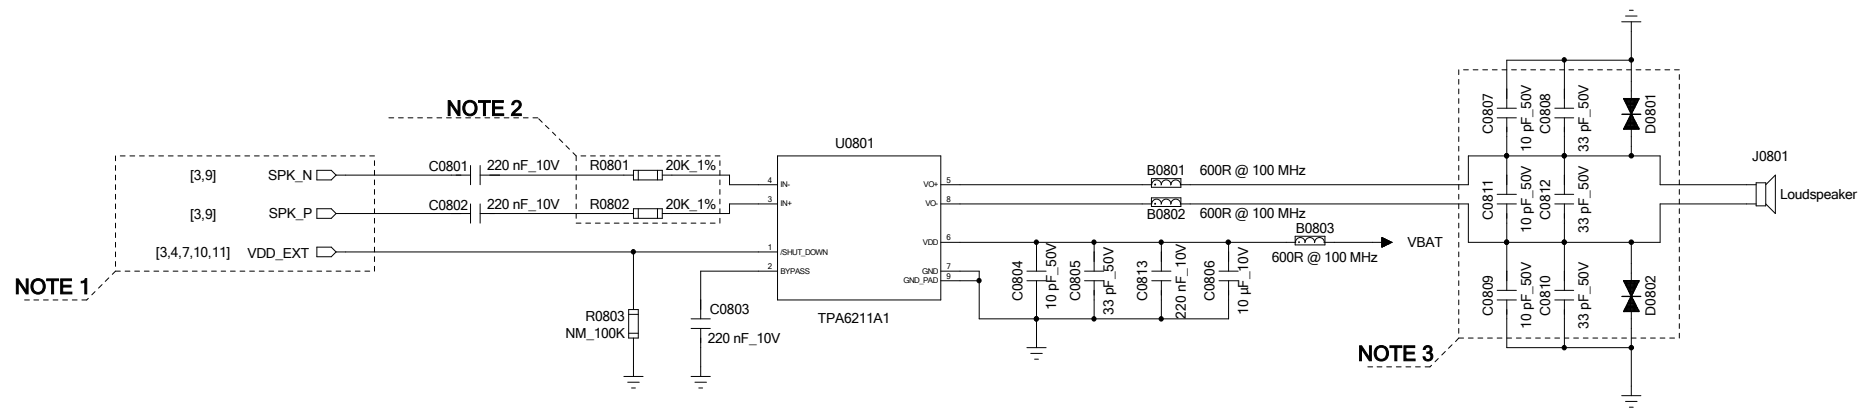 NOTE 1
[3,9] SPK_N
[3,9] SPK_P
[3,4,7,10,11] VDD_EXT
NOTE 2
C0801 220 nF_10V
C0802 220 nF_10V
R0801 20K_1%
R0802 20K_1%
R0803
NM_100K
C0803
220 nF_10V
U0801
4 IN-
3 IN+
1 /SHUT_DOWN
2 BYPASS
VO+ 5
VO- 8
VDD 6
GND 7
GND_PAD 9
TPA6211A1
B0801 600R @ 100 MHz
B0802 600R @ 100 MHz
B0803
600R @ 100 MHz
VBAT
C0804 10 pF_50V
C0805 33 pF_50V
C0813 220 nF_10V
C0806 10 µF_10V
NOTE 3
C0807 10 pF_50V
C0808 33 pF_50V
D0801
C0811 10 pF_50V
C0812 33 pF_50V
C0809 10 pF_50V
C0810 33 pF_50V
D0802
J0801
Loudspeaker